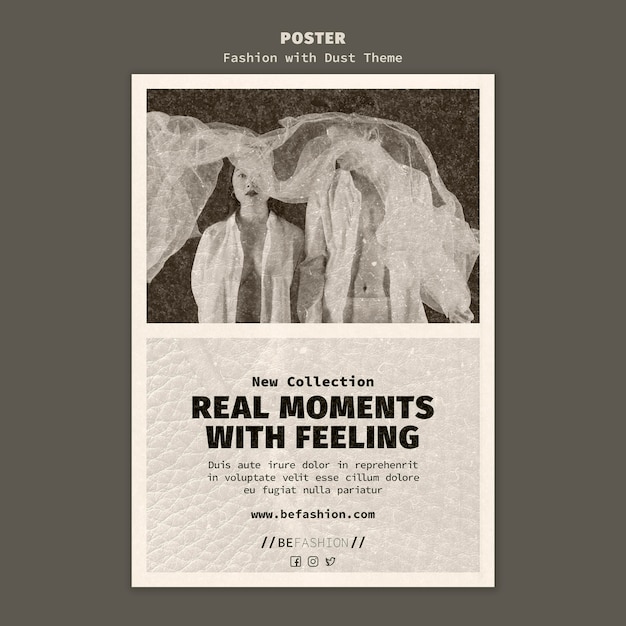 POSTER
Fashion with Dust Theme
New Collection
REAL MOMENTS
WITH FEELING
Duis aute irure dolor in reprehenrit
in voluptate velit esse cillum dolore
eu fugiat nulla pariatur
www.befashion.com
//BEFASHION//